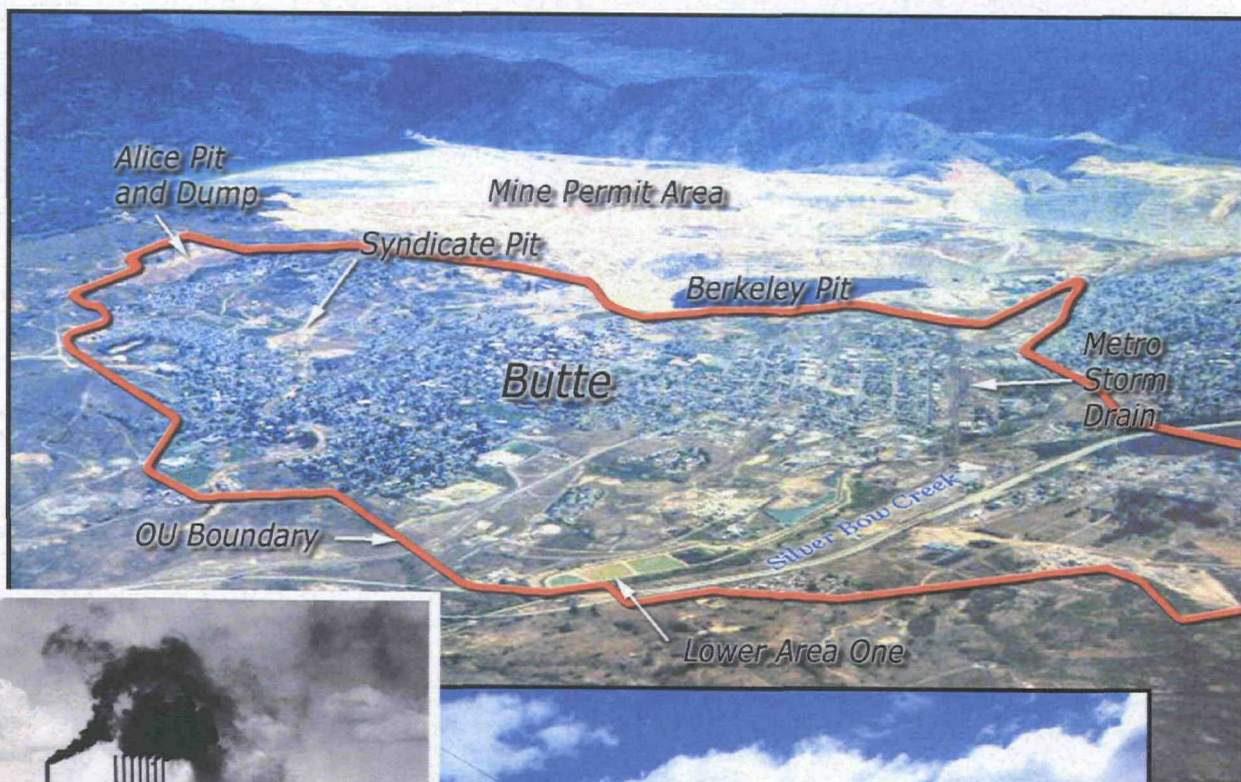 Alice Pit
and Dump
Mine Permit Area
Syndicate Pit
Berkeley Pit
Metro
Storm
Drain
Butte
Silver Bow Creek
OU Boundary
Lower Area One